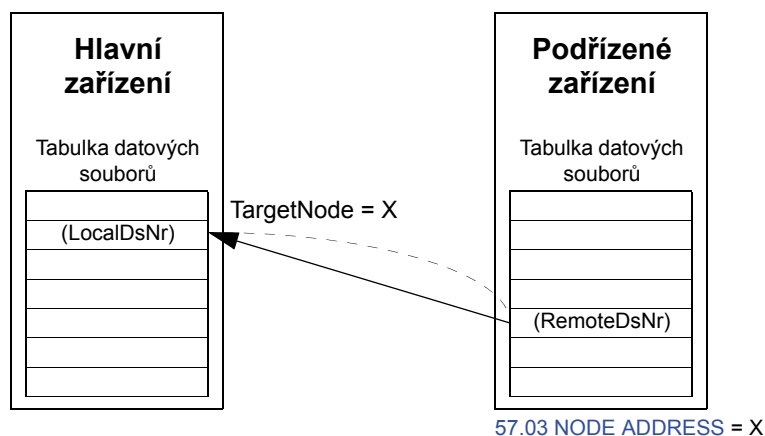 Hlavní
zařízení
Tabulka datových
souborů
(LocalDsNr)
TargetNode = X
Podřízené
zařízení
Tabulka datových
souborů
(RemoteDsNr)
57.03 NODE ADDRESS = X